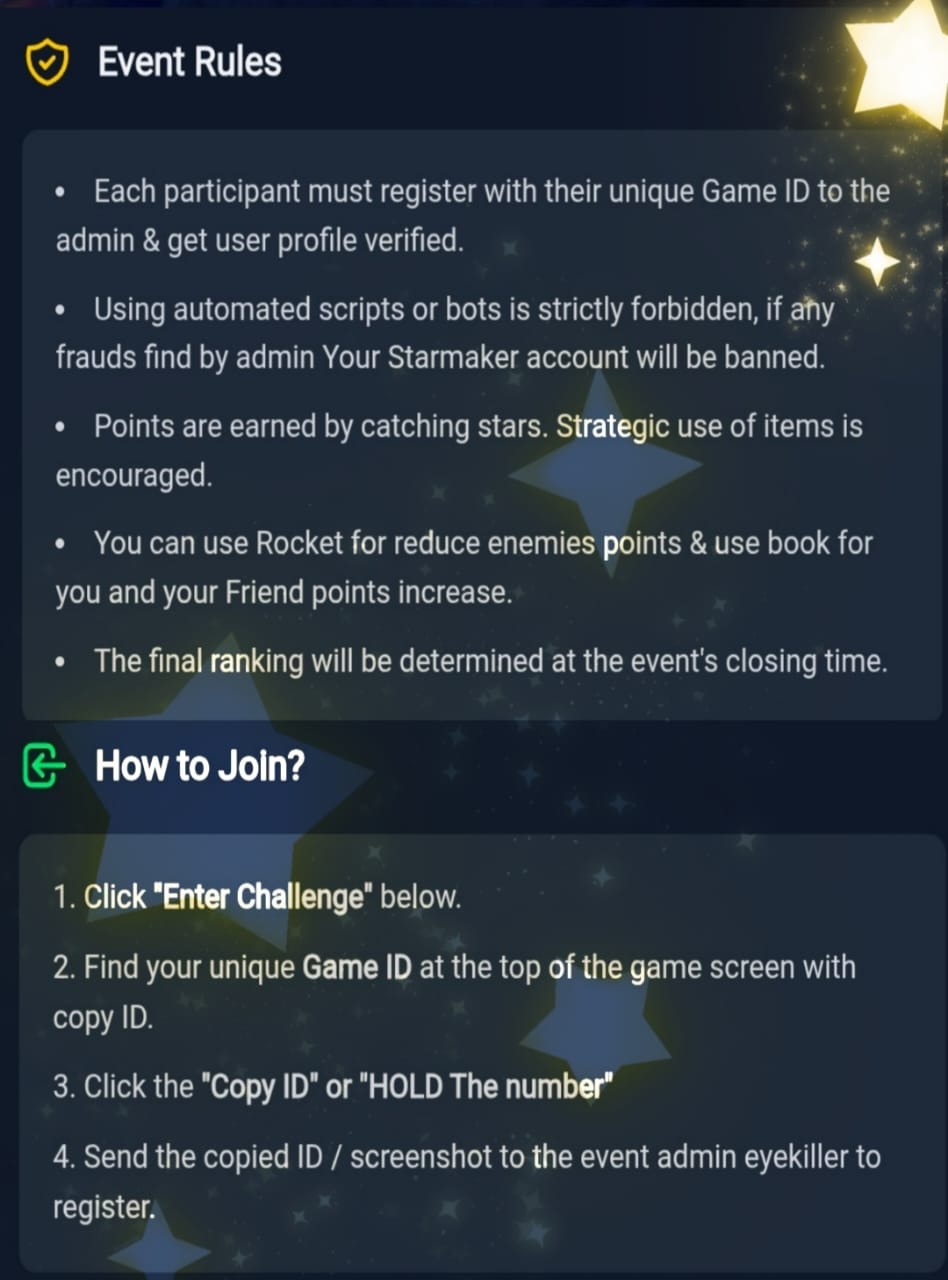 Event Rules
• Each participant must register with their unique Game ID to the
admin & get user profile verified.
• Using automated scripts or bots is strictly forbidden, if any
frauds find by admin Your Starmaker account will be banned.
• Points are earned by catching stars. Strategic use of items is
encouraged.
• You can use Rocket for reduce enemies points & use book for
you and your Friend points increase.
• The final ranking will be determined at the event's closing time.
How to Join?
1. Click "Enter Challenge" below.
2. Find your unique Game ID at the top of the game screen with
copy ID.
3. Click the "Copy ID" or "HOLD The number"
4. Send the copied ID / screenshot to the event admin eyekiller to
register.